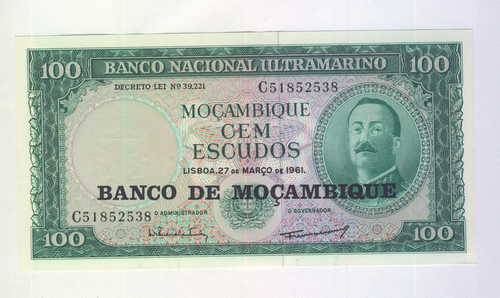 100 BANCO NACIONAL ULTRAMARINO 100
DECRETO LEI Nº 39.221 C51852538
MOÇAMBIQUE
CEM
ESCUDOS
LISBOA, 27 DE MARÇO DE 1961.
BANCO DE MOÇAMBIQUE
C51852538 O ADMINISTRADOR O GOVERNADOR
100 100